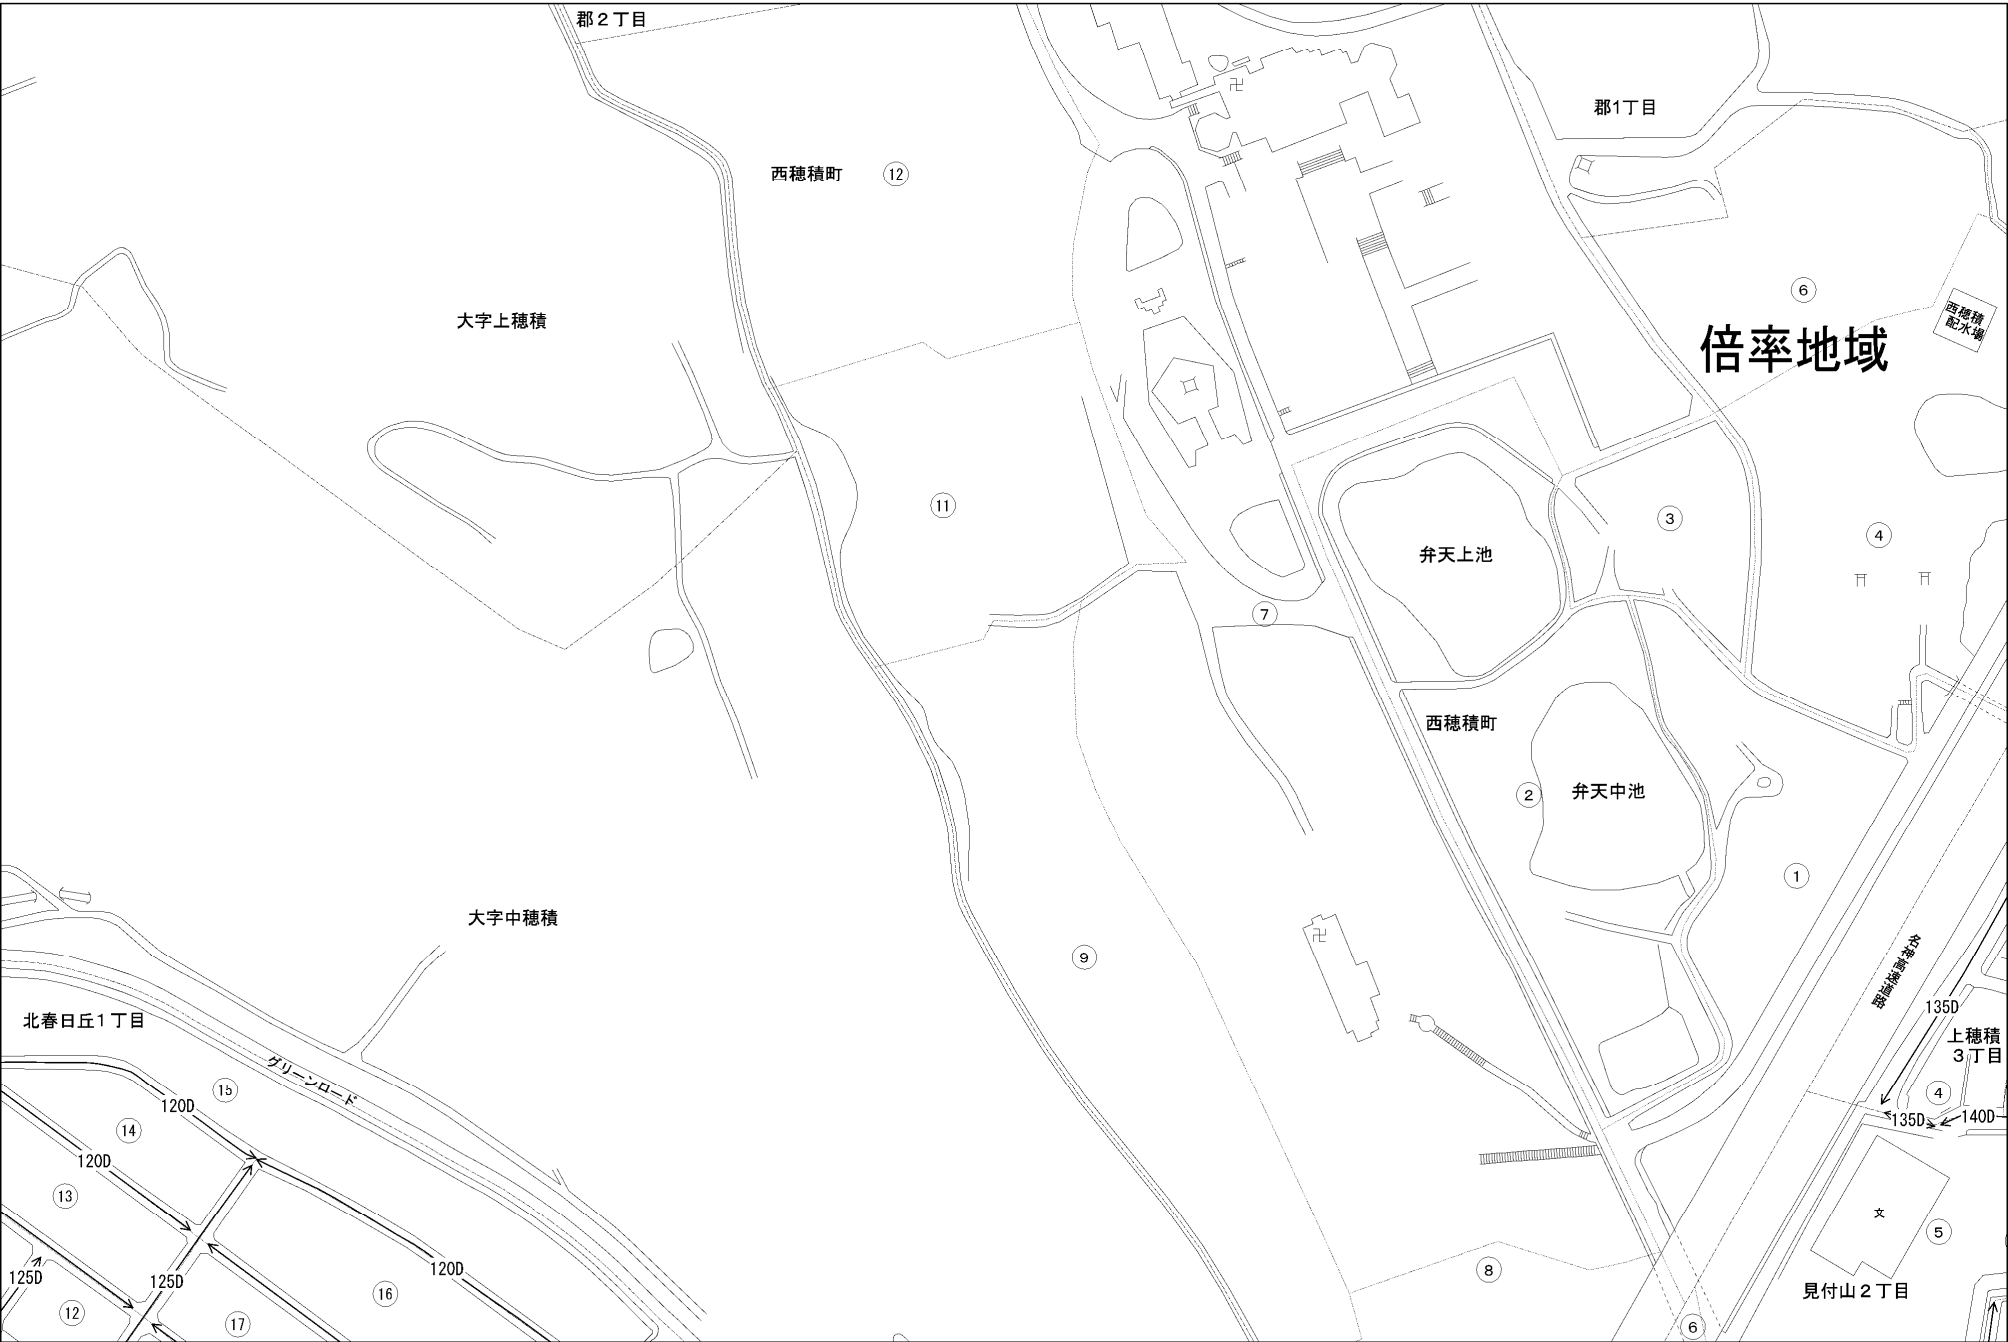 郡２丁目
郡1丁目
西穂積町
⑫
⑥
大字上穂積
西穂積
配水場
倍率地域
⑪
③
④
弁天上池
⑦
西穂積町
②
弁天中池
①
大字中穂積
⑨
名神高速道路
135D
北春日丘１丁目
上穂積
３丁目
グリーンロード
⑮
④
120D
135D
140D
⑭
120D
⑬
文
⑤
120D
125D
125D
⑧
⑯
見付山２丁目
⑫
⑰
⑥